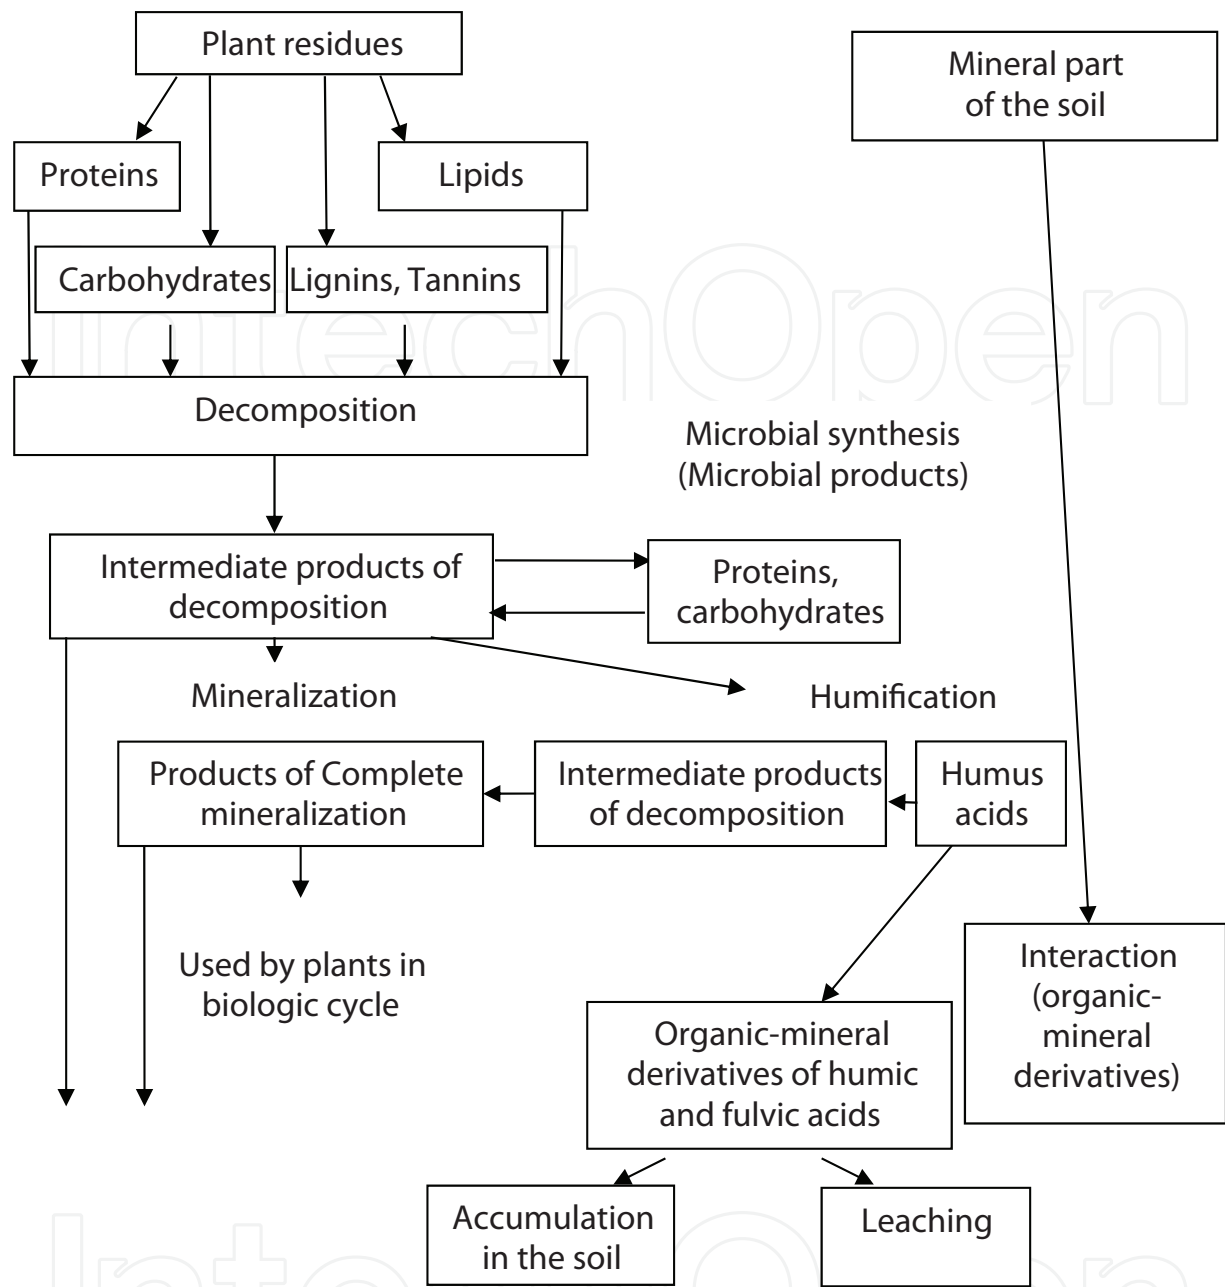 Plant residues
Mineral part
of the soil
Proteins
Lipids
Carbohydrates
Lignins, Tannins
IntechOpen
Decomposition
Microbial synthesis
(Microbial products)
Intermediate products of
decomposition
Proteins,
carbohydrates
Mineralization
Humification
Products of Complete
mineralization
Intermediate products
of decomposition
Humus
acids
Used by plants in
biologic cycle
Interaction
(organic-
mineral
derivatives)
Organic-mineral
derivatives of humic
and fulvic acids
Accumulation
in the soil
Leaching
IntechOpen